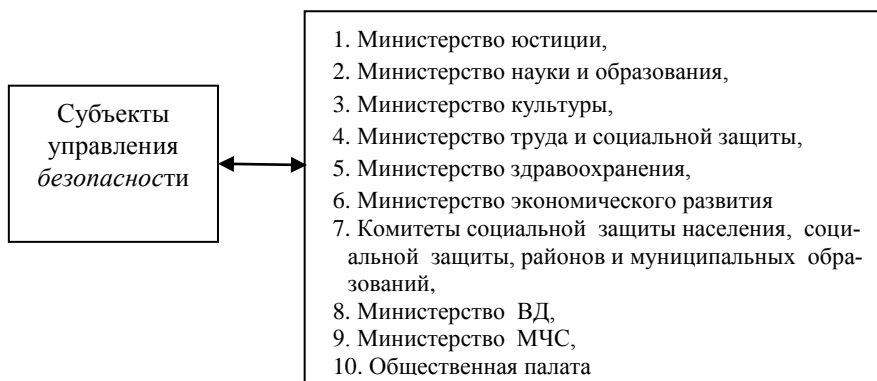 Субъекты
управления
безопасности
1. Министерство юстиции,
2. Министерство науки и образования,
3. Министерство культуры,
4. Министерство труда и социальной защиты,
5. Министерство здравоохранения,
6. Министерство экономического развития
7. Комитеты социальной защиты населения, соци-
альной защиты, районов и муниципальных обра-
зований,
8. Министерство ВД,
9. Министерство МЧС,
10. Общественная палата